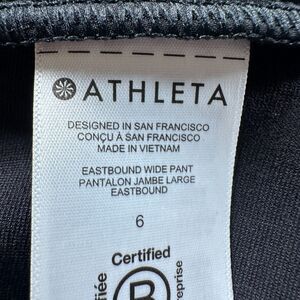 ATHLETA
DESIGNED IN SAN FRANCISCO
CONÇU À SAN FRANCISCO
MADE IN VIETNAM
EASTBOUND WIDE PANT
PANTALON JAMBE LARGE
EASTBOUND
6
Certified
B